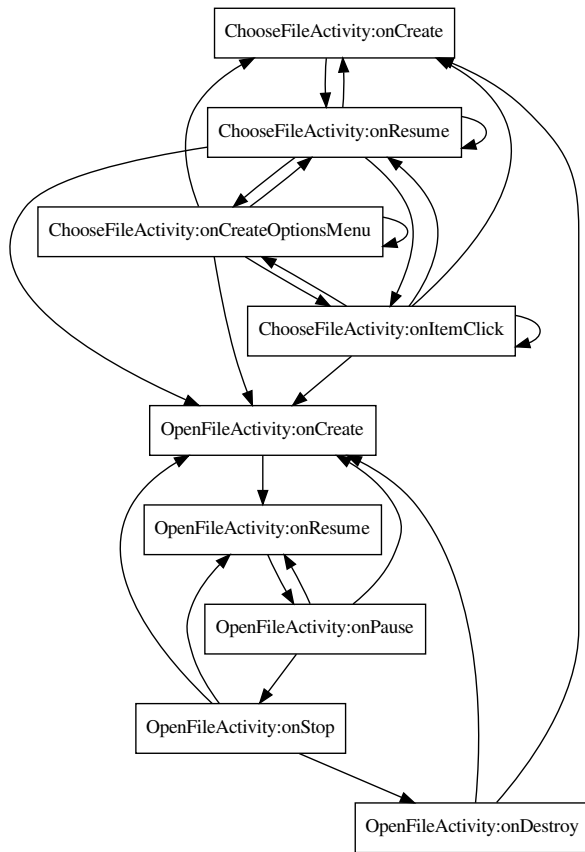 ChooseFileActivity:onCreate
ChooseFileActivity:onResume
ChooseFileActivity:onCreateOptionsMenu
ChooseFileActivity:onItemClick
OpenFileActivity:onCreate
OpenFileActivity:onResume
OpenFileActivity:onPause
OpenFileActivity:onStop
OpenFileActivity:onDestroy